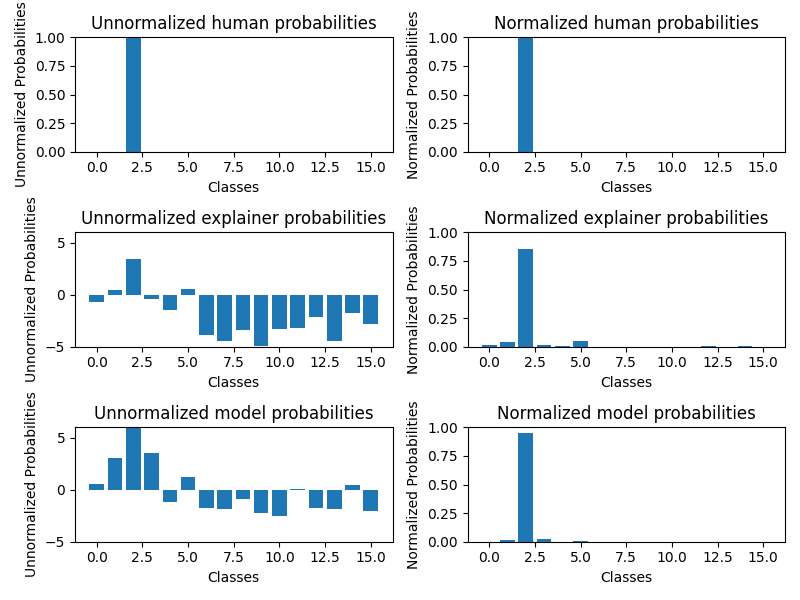 Unnormalized human probabilities
Unnormalized Probabilities
1.00
0.75
0.50
0.25
0.00
0.0 2.5 5.0 7.5 10.0 12.5 15.0
Classes
Normalized human probabilities
Normalized Probabilities
1.00
0.75
0.50
0.25
0.00
0.0 2.5 5.0 7.5 10.0 12.5 15.0
Classes
Unnormalized explainer probabilities
Unnormalized Probabilities
5
0
−5
0.0 2.5 5.0 7.5 10.0 12.5 15.0
Classes
Normalized explainer probabilities
Normalized Probabilities
1.00
0.75
0.50
0.25
0.00
0.0 2.5 5.0 7.5 10.0 12.5 15.0
Classes
Unnormalized model probabilities
Unnormalized Probabilities
5
0
−5
0.0 2.5 5.0 7.5 10.0 12.5 15.0
Classes
Normalized model probabilities
Normalized Probabilities
1.00
0.75
0.50
0.25
0.00
0.0 2.5 5.0 7.5 10.0 12.5 15.0
Classes